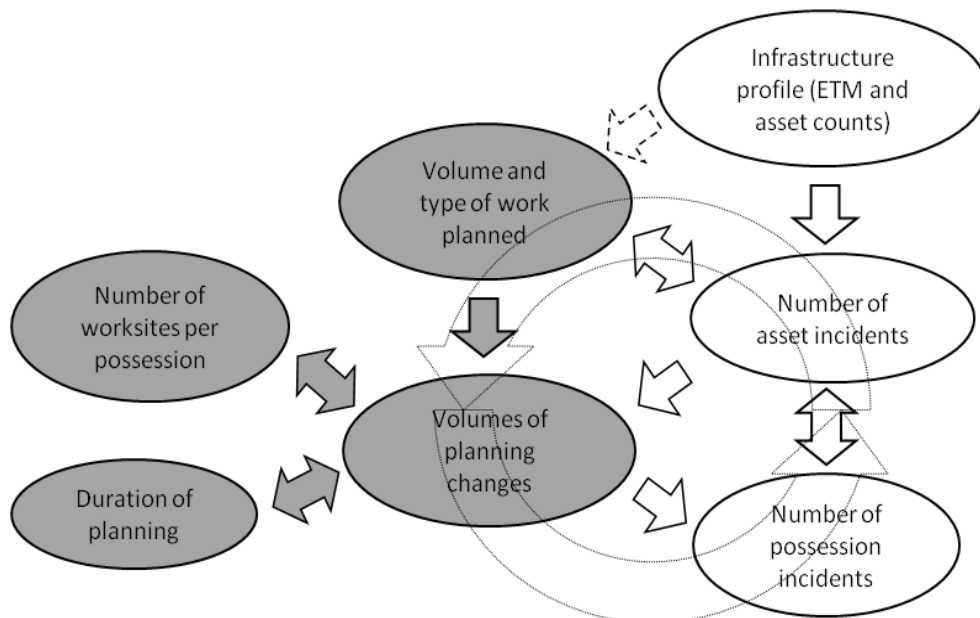 Infrastructure
profile (ETM and
asset counts)
Volume and
type of work
planned
Number of
worksites per
possession
Number of
asset incidents
Volumes of
planning
changes
Duration of
planning
Number of
possession
incidents